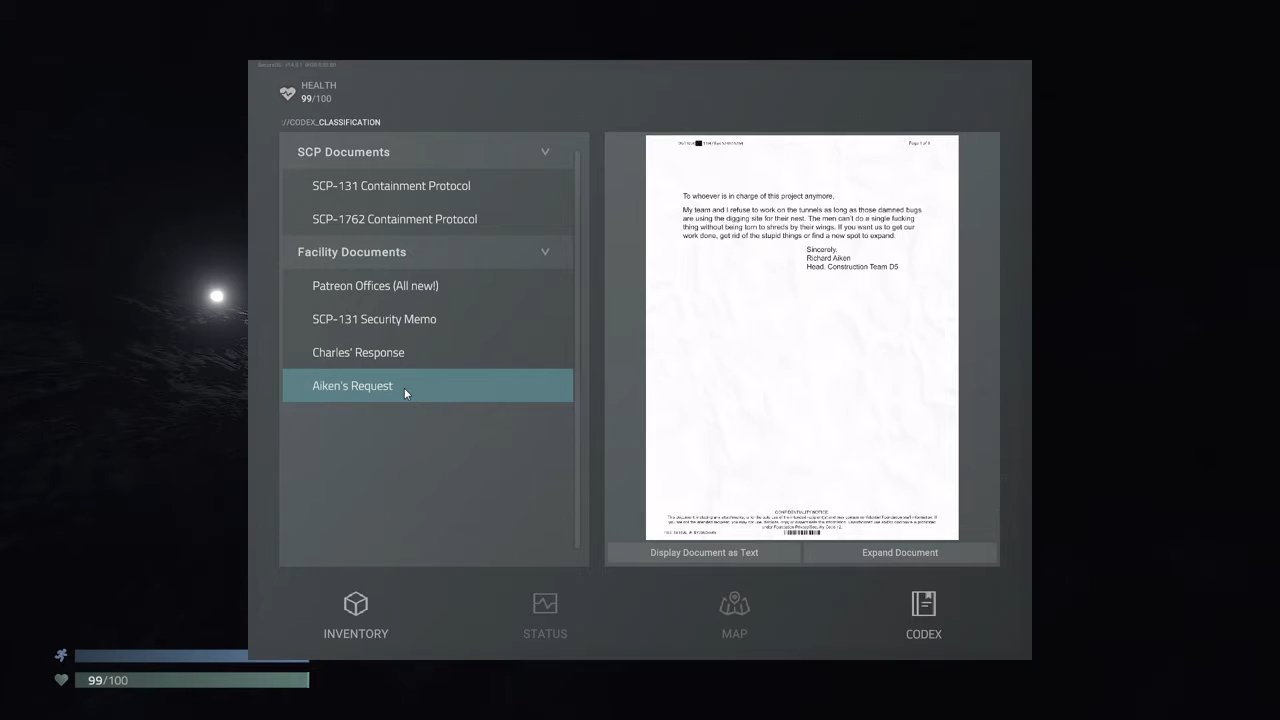 HEALTH
99/100
://CODEX_CLASSIFICATION
SCP Documents
SCP-131 Containment Protocol
SCP-1762 Containment Protocol
Facility Documents
Patreon Offices (All new!)
SCP-131 Security Memo
Charles' Response
Aiken's Request
Page 1 of 1
To whoever is in charge of this project anymore,
My team and I refuse to work on the tunnels as long as those damned bugs
are using the digging site for their nest. The men can't do a single fucking
thing without being torn to shreds by their wings. If you want us to get our
work done, get rid of the stupid things or find a new spot to expand.
Sincerely,
Richard Aiken
Head, Construction Team D5
CONFIDENTIALITY NOTICE
Display Document as Text
Expand Document
INVENTORY
STATUS
MAP
CODEX
99/100